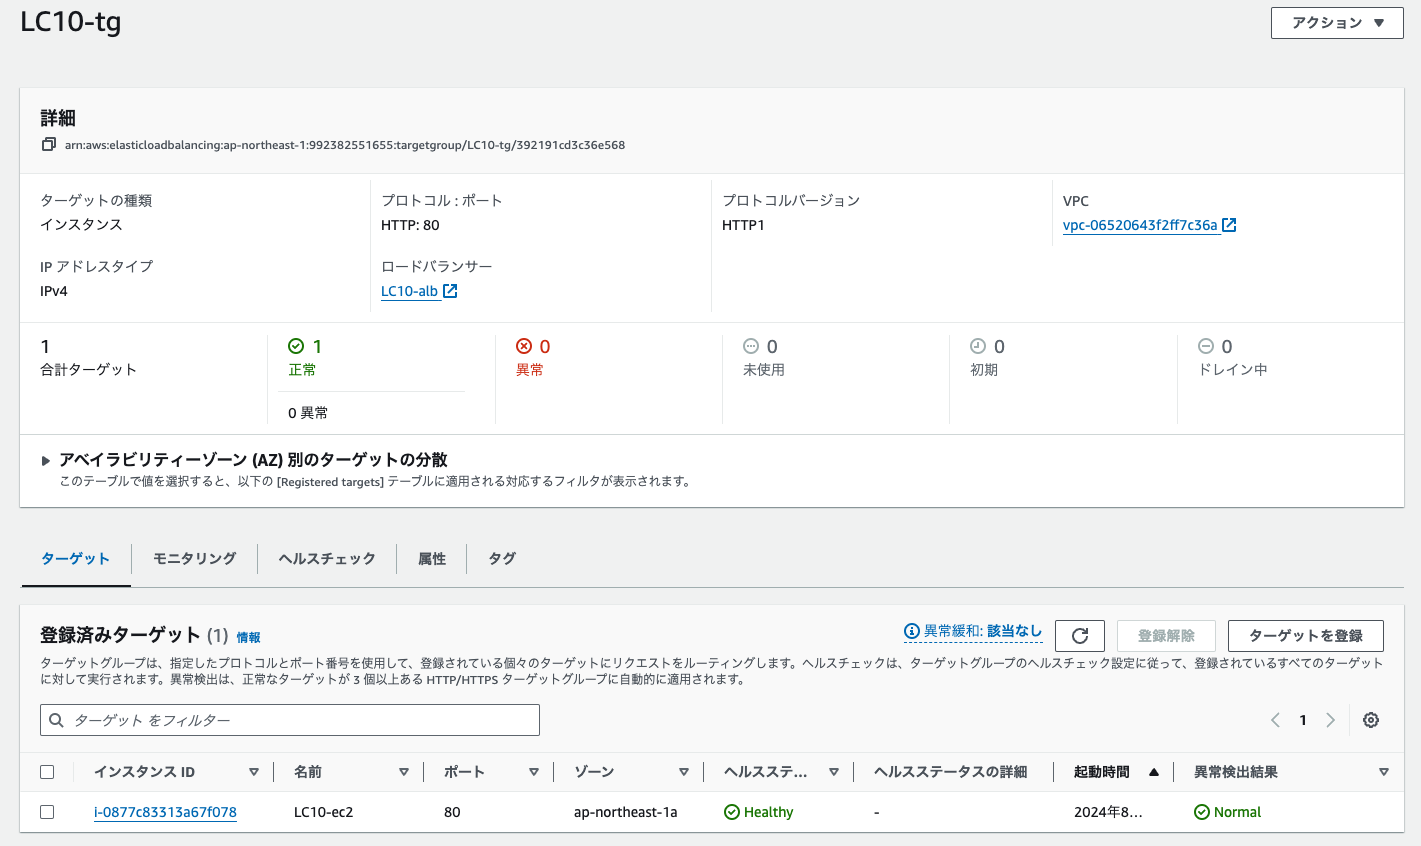 LC10-tg
アクション
詳細
arn:aws:elasticloadbalancing:ap-northeast-1:992382551655:targetgroup/LC10-tg/392191cd3c36e568
ターゲットの種類
インスタンス
プロトコル : ポート
HTTP: 80
プロトコルバージョン
HTTP1
VPC
vpc-06520643f2ff7c36a
IP アドレスタイプ
IPv4
ロードバランサー
LC10-alb
1
合計ターゲット
1
正常
0 異常
0
異常
0
未使用
0
初期
0
ドレイン中
アベイラビリティーゾーン (AZ) 別のターゲットの分散
このテーブルで値を選択すると、以下の [Registered targets] テーブルに適用される対応するフィルタが表示されます。
ターゲット
モニタリング
ヘルスチェック
属性
タグ
登録済みターゲット (1) 情報
異常緩和: 該当なし
登録解除
ターゲットを登録
ターゲットグループは、指定したプロトコルとポート番号を使用して、登録されている個々のターゲットにリクエストをルーティングします。ヘルスチェックは、ターゲットグループのヘルスチェック設定に従って、登録されているすべてのターゲット
に対して実行されます。異常検出は、正常なターゲットが 3 個以上ある HTTP/HTTPS ターゲットグループに自動的に適用されます。
ターゲット をフィルター
1
インスタンス ID 名前 ポート ゾーン ヘルスステ... ヘルスステータスの詳細 起動時間 異常検出結果
i-0877c83313a67f078 LC10-ec2 80 ap-northeast-1a Healthy - 2024年8... Normal